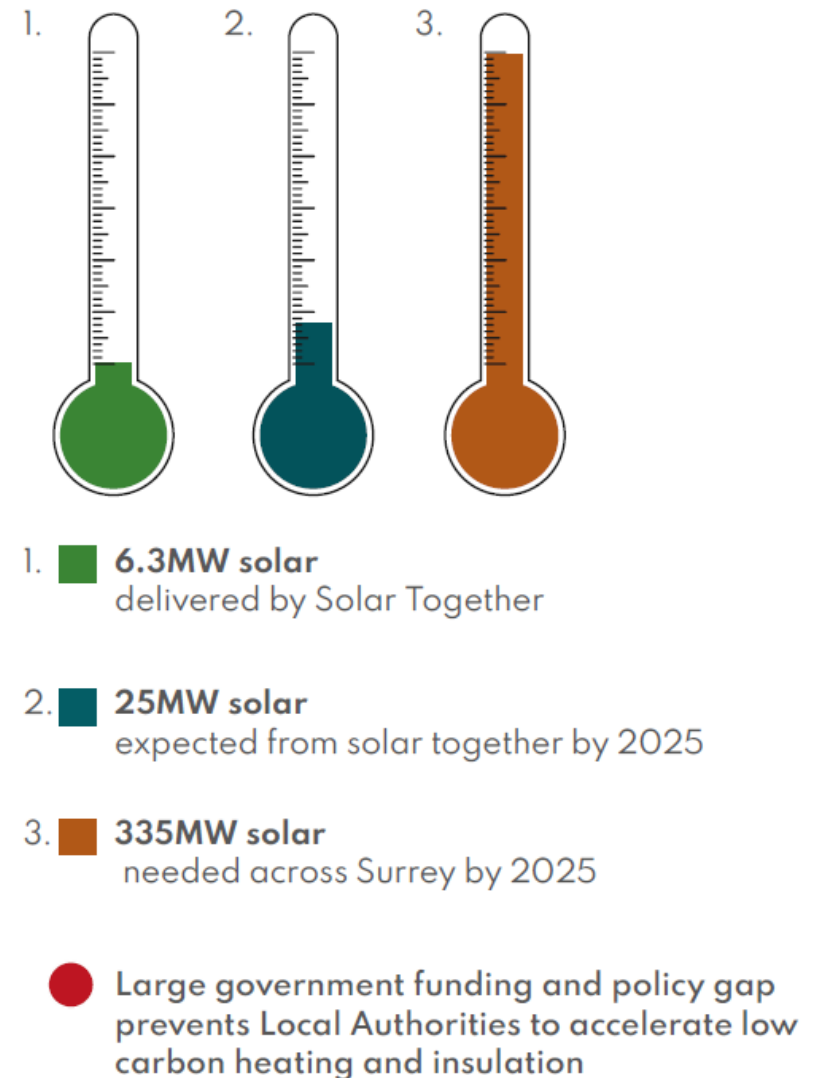 1. 2. 3.
1. 6.3MW solar
delivered by Solar Together
2. 25MW solar
expected from solar together by 2025
3. 335MW solar
needed across Surrey by 2025
Large government funding and policy gap
prevents Local Authorities to accelerate low
carbon heating and insulation